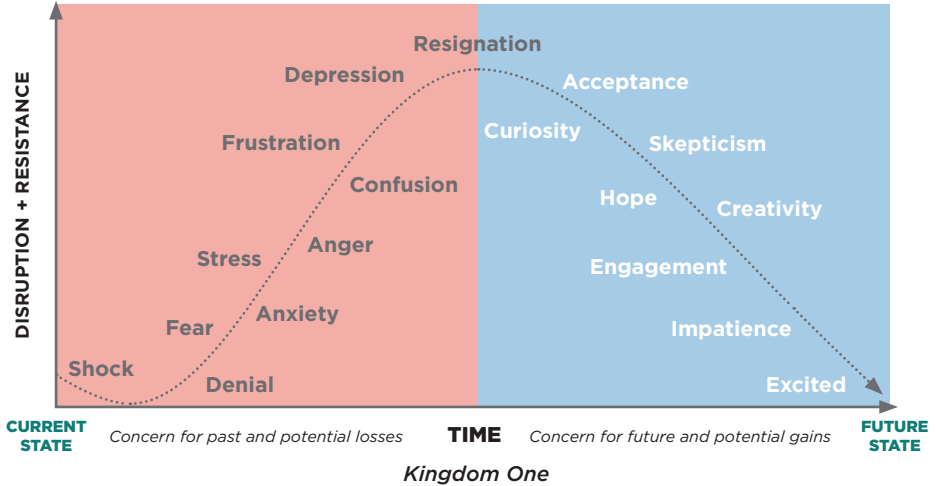 DISRUPTION + RESISTANCE
Resignation
Depression
Acceptance
Curiosity
Frustration
Skepticism
Confusion
Hope
Creativity
Anger
Stress
Engagement
Anxiety
Fear
Impatience
Shock
Denial
Excited
CURRENT
STATE
Concern for past and potential losses
TIME
Concern for future and potential gains
FUTURE
STATE
Kingdom One